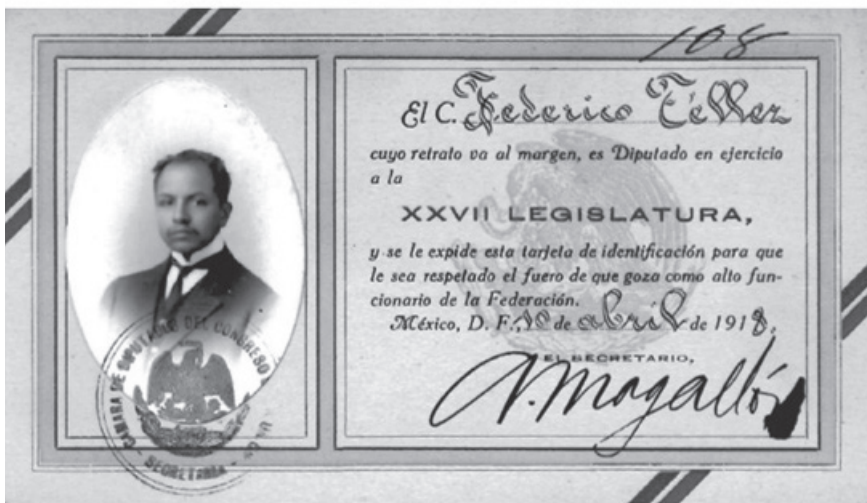 108
El C. Federico Téllez
cuyo retrato va al margen, es Diputado en ejercicio
a la
XXVII LEGISLATURA,
y se le expide esta tarjeta de identificación para que
le sea respetado el fuero de que goza como alto fun-
cionario de la Federación.
México, D. F., 10 de abril de 1918.
EL SECRETARIO,
A. Magallón
CAMARA DE DIPUTADOS DEL CONGRESO
SECRETARIA